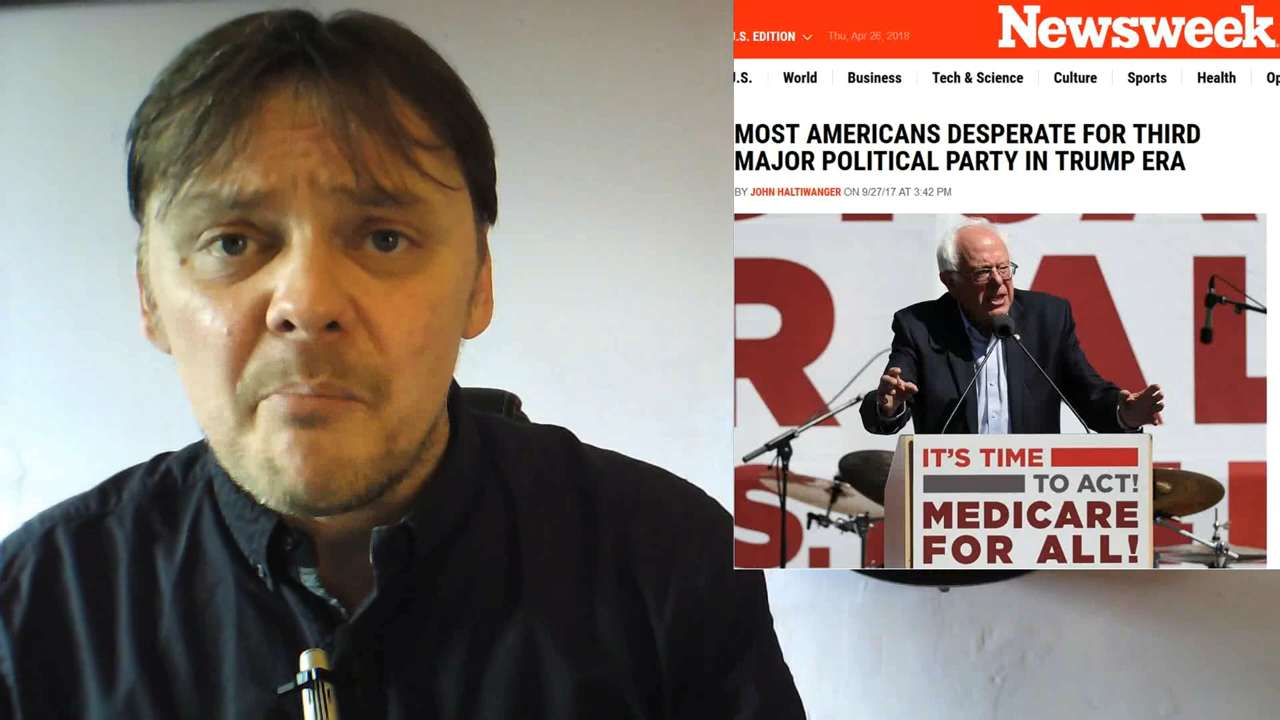 U.S. EDITION
Thu, Apr 26, 2018
Newsweek
U.S. World Business Tech & Science Culture Sports Health Op
MOST AMERICANS DESPERATE FOR THIRD
MAJOR POLITICAL PARTY IN TRUMP ERA
BY JOHN HALTIWANGER ON 9/27/17 AT 3:42 PM
R AL
S.
IT'S TIME
TO ACT!
MEDICARE
FOR ALL!